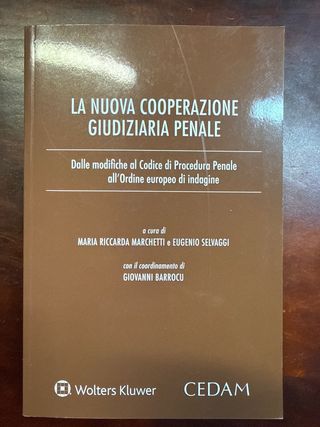 LA NUOVA COOPERAZIONE
GIUDIZIARIA PENALE
Dalle modifiche al Codice di Procedura Penale
all'Ordine europeo di indagine
a cura di
MARIA RICCARDA MARCHETTI e EUGENIO SELVAGGI
con il coordinamento di
GIOVANNI BARROCU
Wolters Kluwer CEDAM